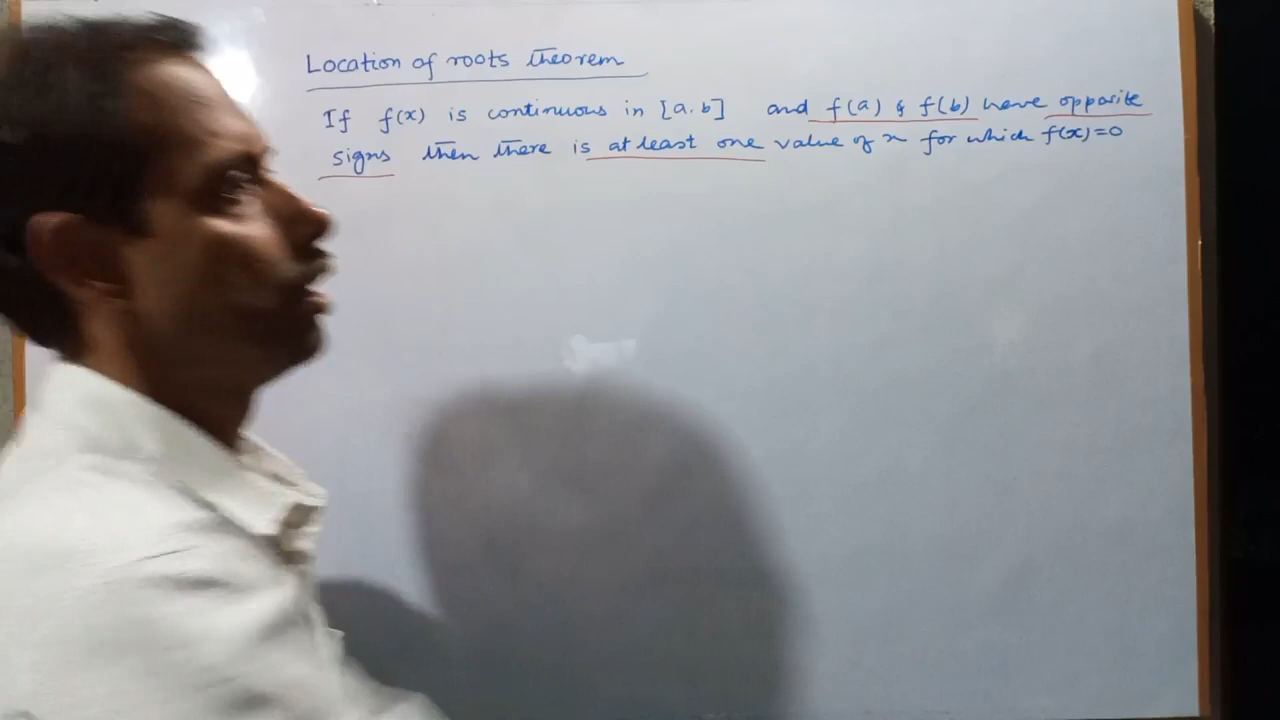 Location of roots theorem
If f(x) is continuous in [a,b] and f(a) & f(b) have opposite
signs then there is at least one value of x for which f(x)=0